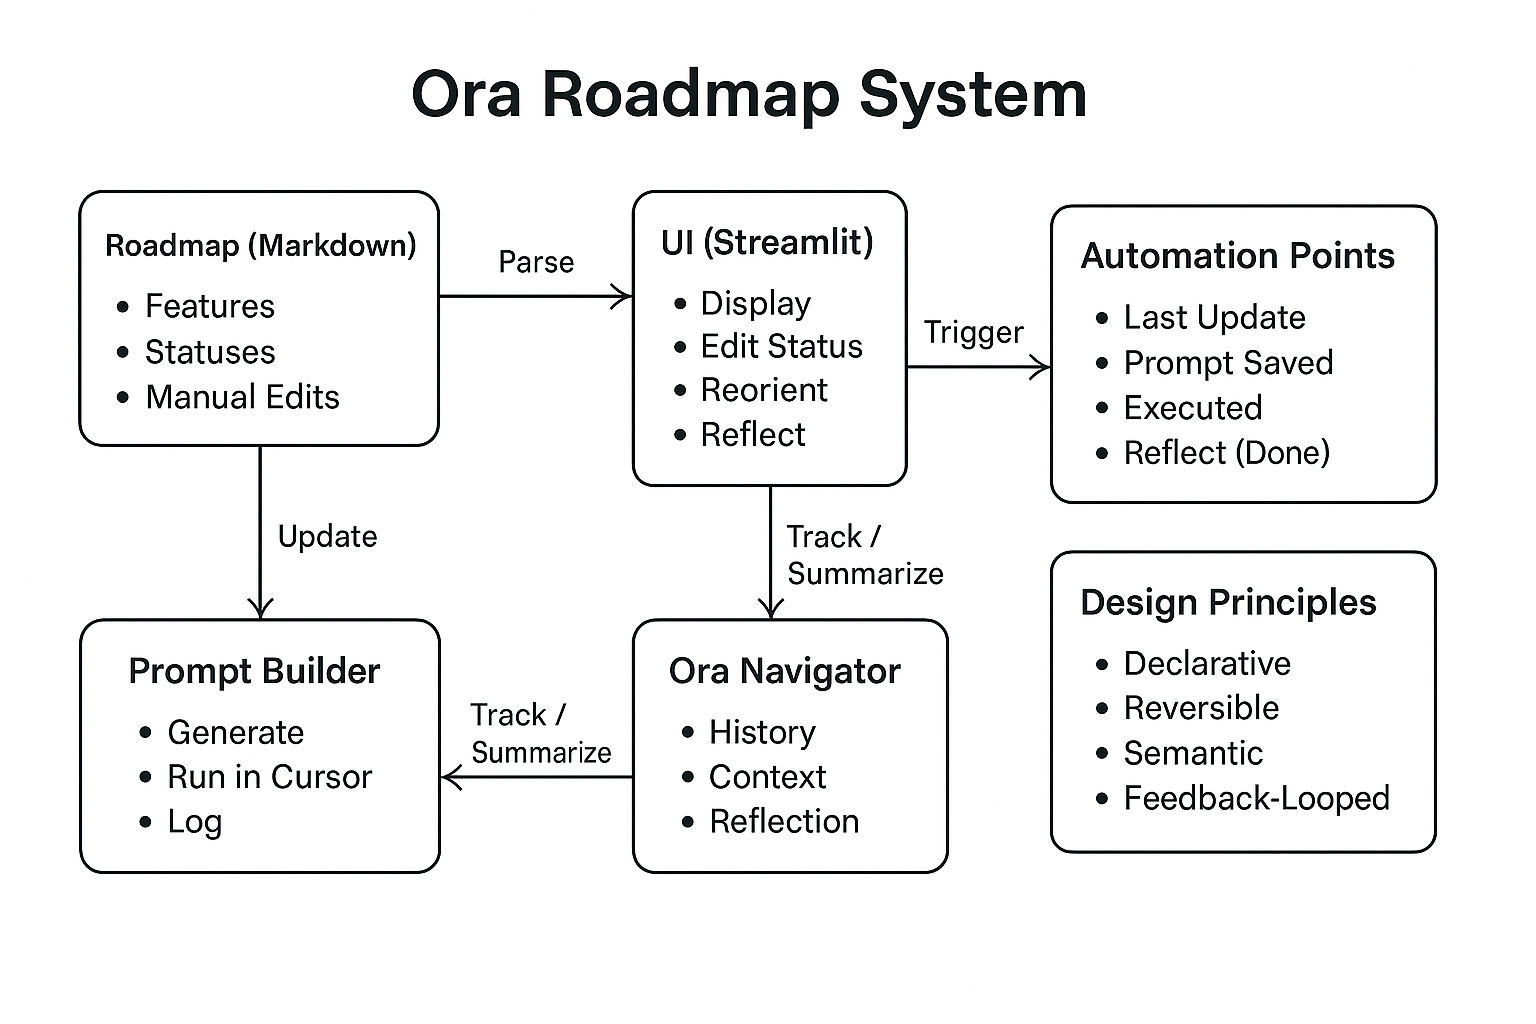 Ora Roadmap System
Roadmap (Markdown)
• Features
• Statuses
• Manual Edits
Parse
UI (Streamlit)
• Display
• Edit Status
• Reorient
• Reflect
Trigger
Automation Points
• Last Update
• Prompt Saved
• Executed
• Reflect (Done)
Update
Track /
Summarize
Prompt Builder
• Generate
• Run in Cursor
• Log
Track /
Summarize
Ora Navigator
• History
• Context
• Reflection
Design Principles
• Declarative
• Reversible
• Semantic
• Feedback-Looped